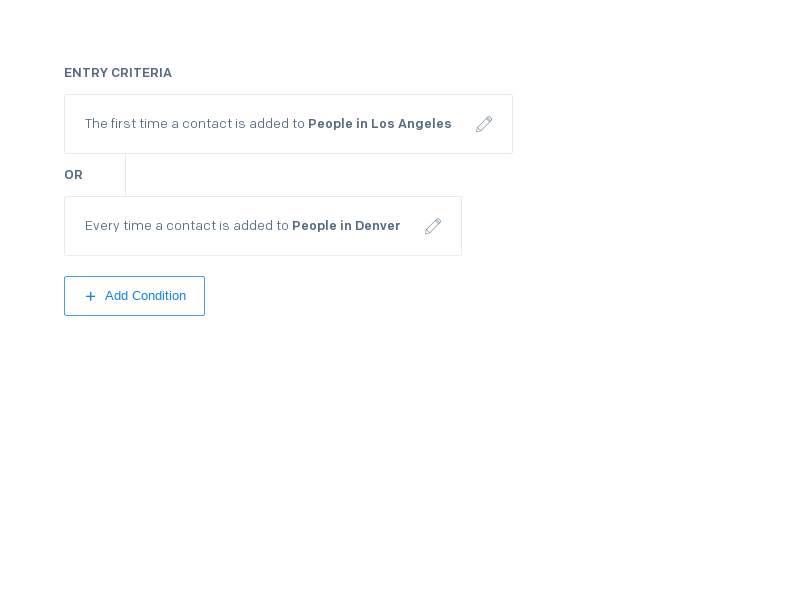 ENTRY CRITERIA
The first time a contact is added to People in Los Angeles
OR
Every time a contact is added to People in Denver
+ Add Condition